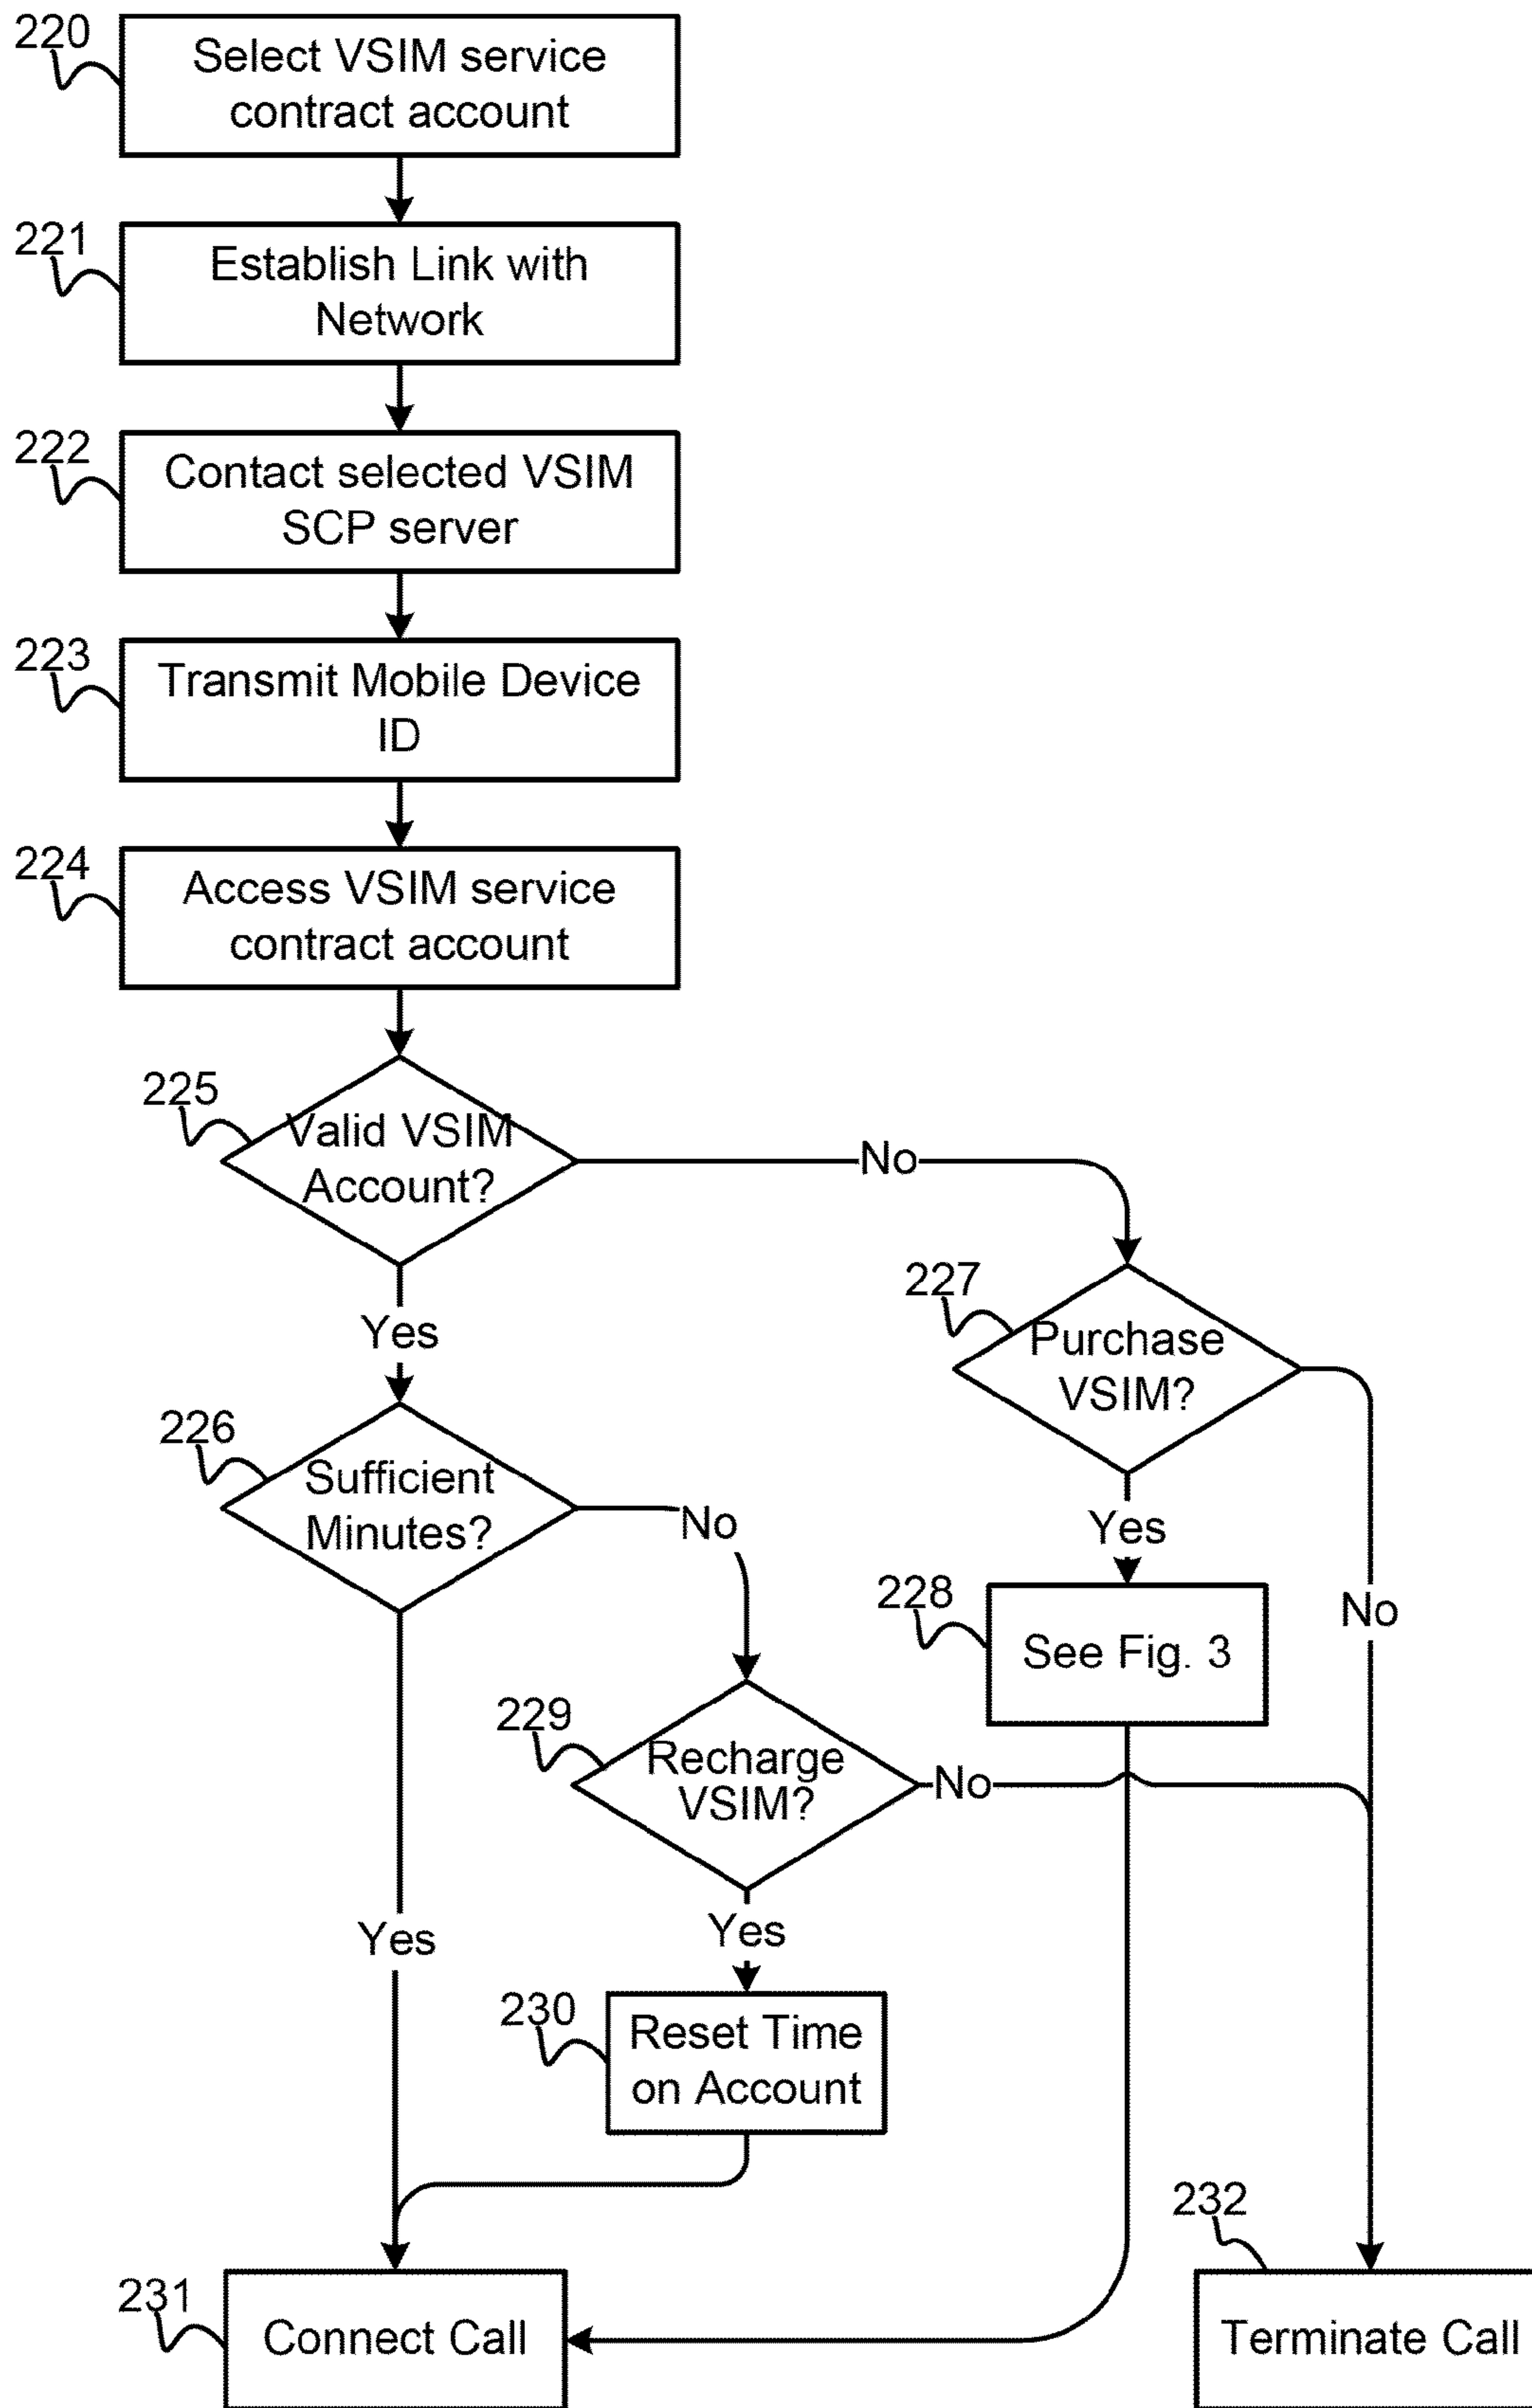 220
Select VSIM service
contract account
221
Establish Link with
Network
222
Contact selected VSIM
SCP server
223
Transmit Mobile Device
ID
224
Access VSIM service
contract account
225
Valid VSIM
Account?
No
Yes
227
Purchase
VSIM?
226
Sufficient
Minutes?
No
Yes
No
228
See Fig. 3
229
Recharge
VSIM?
No
Yes
Yes
230
Reset Time
on Account
232
231
Connect Call
Terminate Call